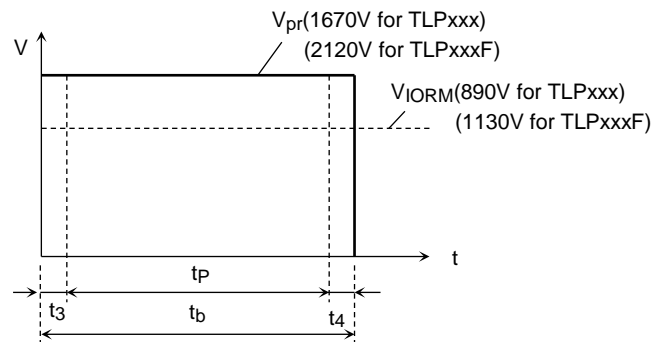 Vpr(1670V for TLPxxx)
(2120V for TLPxxxF)
V
VIORM(890V for TLPxxx)
(1130V for TLPxxxF)
t
tP
t3
tb
t4